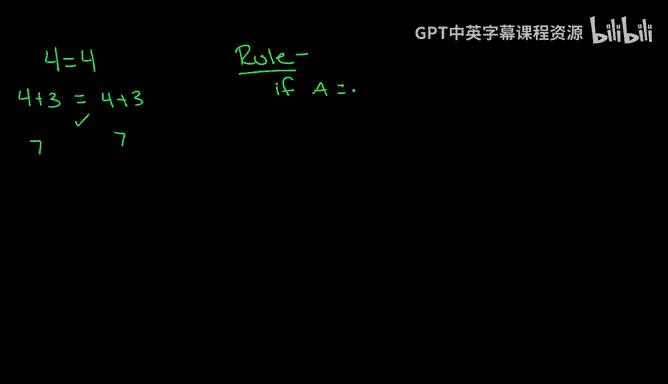 GPT中英字幕课程资源 bilibili
4=4
4+3 = 4+3
✓
7 7
Rule-
if A =.